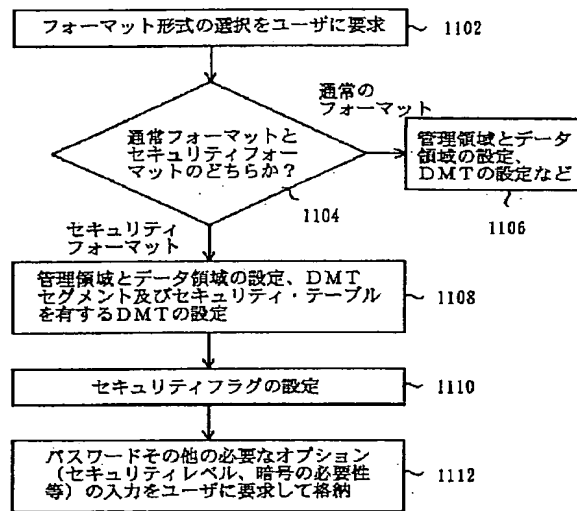 フォーマット形式の選択をユーザに要求
1102
通常の
フォーマット
通常フォーマットと
セキュリティフォー
マットのどちらか？
1104
管理領域とデータ
領域の設定、
DMTの設定など
1106
セキュリティ
フォーマット
管理領域とデータ領域の設定、DMT
セグメント及びセキュリティ・テーブル
を有するDMTの設定
1108
セキュリティフラグの設定
1110
パスワードその他の必要なオプション
（セキュリティレベル、暗号の必要性
等）の入力をユーザに要求して格納
1112